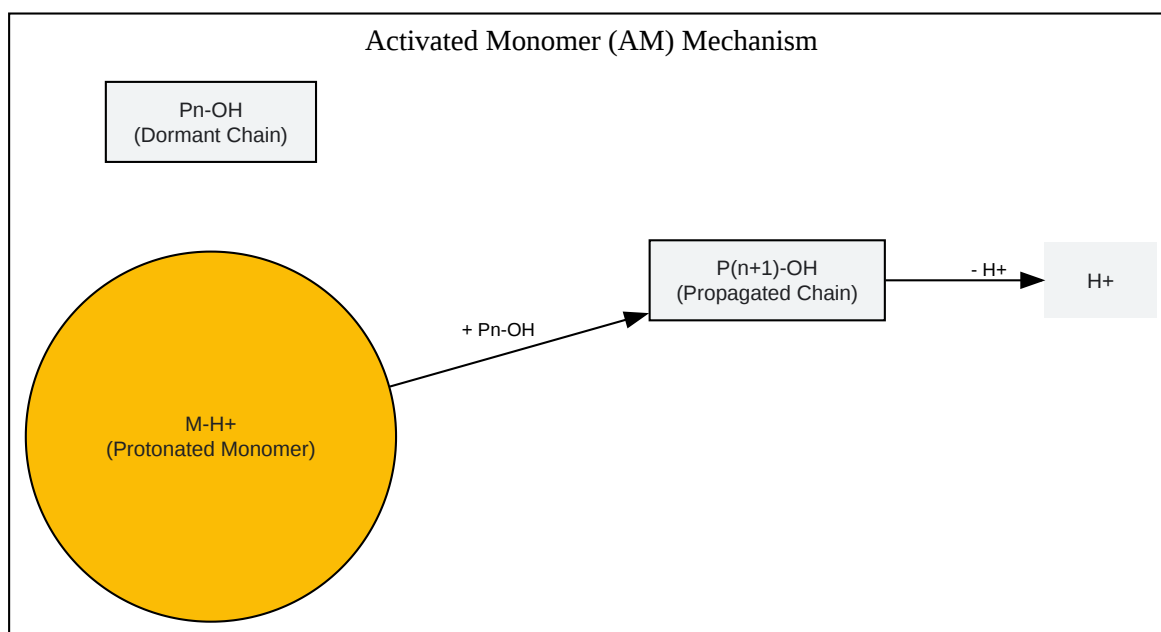 Activated Monomer (AM) Mechanism
Pn-OH
(Dormant Chain)
P(n+1)-OH
(Propagated Chain)
- H+
H+
+ Pn-OH
M-H+
(Protonated Monomer)